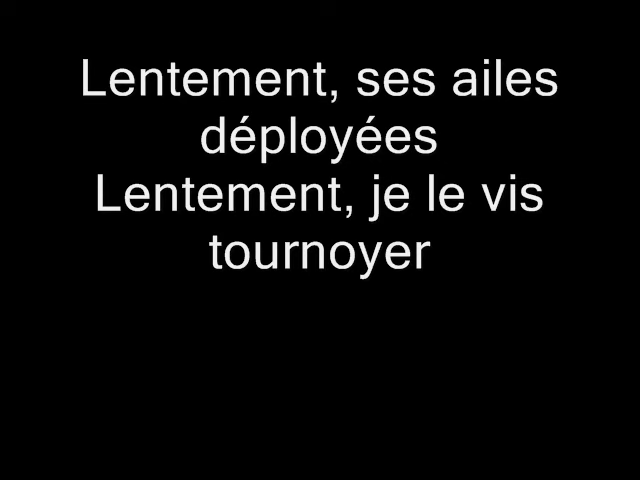 Lentement, ses ailes
déployées
Lentement, je le vis
tournoyer